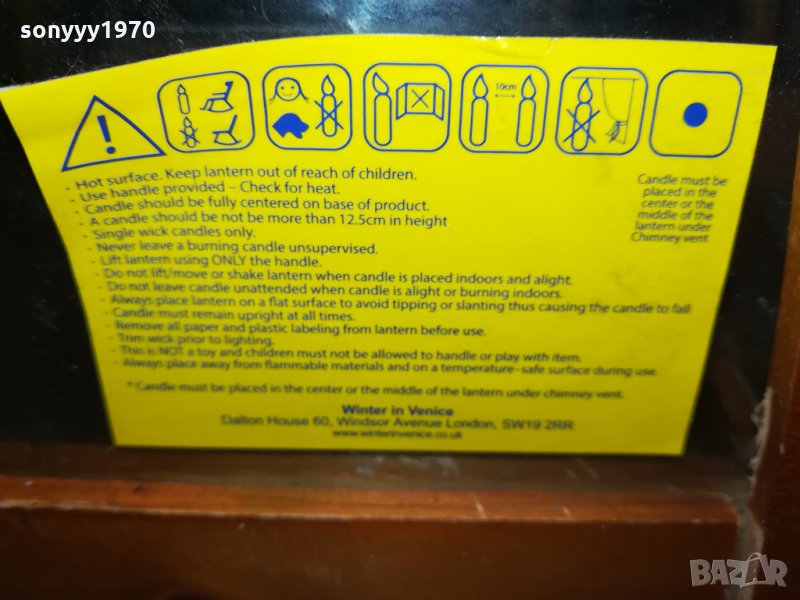 sonyyy1970
10cm
- Hot surface. Keep lantern out of reach of children.
- Use handle provided – Check for heat.
- Candle should be fully centered on base of product.
- A candle should be not be more than 12.5cm in height
- Single wick candles only.
- Never leave a burning candle unsupervised.
- Lift lantern using ONLY the handle.
- Do not lift/move or shake lantern when candle is placed indoors and alight.
- Do not leave candle unattended when candle is alight or burning indoors.
- Always place lantern on a flat surface to avoid tipping or slanting thus causing the candle to fall
- Candle must remain upright at all times.
- Remove all paper and plastic labeling from lantern before use.
- Trim wick prior to lighting.
- This is NOT a toy and children must not be allowed to handle or play with item.
- Always place away from flammable materials and on a temperature-safe surface during use.
Candle must be
placed in the
center or the
middle of the
lantern under
Chimney vent.
* Candle must be placed in the center or the middle of the lantern under chimney vent.
Winter in Venice
Dalton House 60, Windsor Avenue London, SW19 2RR
www.winterinvenice.co.uk
BAZAR